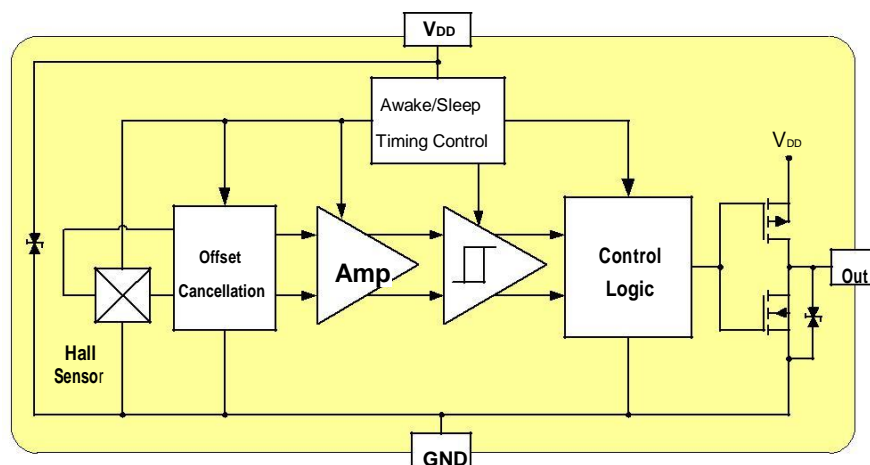 VDD
Awake/Sleep
Timing Control
VDD
Offset
Cancellation
Amp
Control
Logic
Out
Hall
Sensor
GND